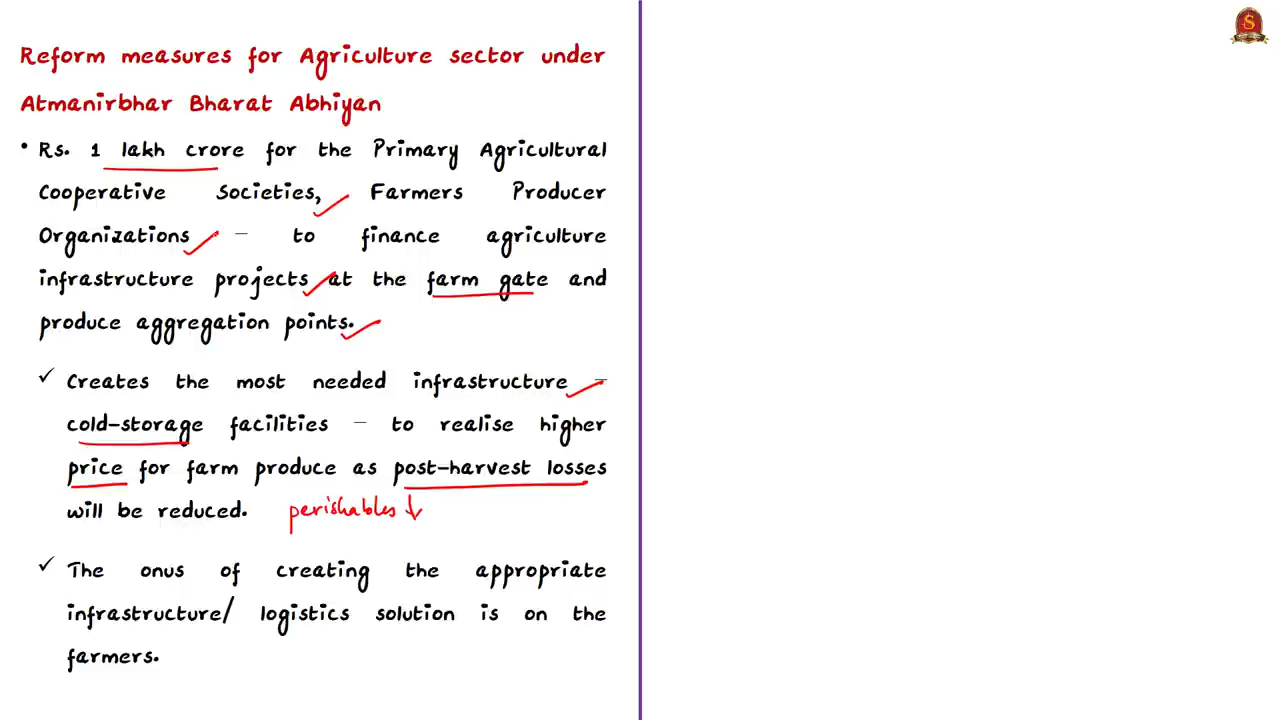 Reform measures for Agriculture sector under
Atmanirbhar Bharat Abhiyan
• Rs. 1 lakh crore for the Primary Agricultural
Cooperative Societies, Farmers Producer
Organizations – to finance agriculture
infrastructure projects at the farm gate and
produce aggregation points.
✓ Creates the most needed infrastructure –
cold-storage facilities – to realise higher
price for farm produce as post-harvest losses
will be reduced. perishables ↓
✓ The onus of creating the appropriate
infrastructure/ logistics solution is on the
farmers.